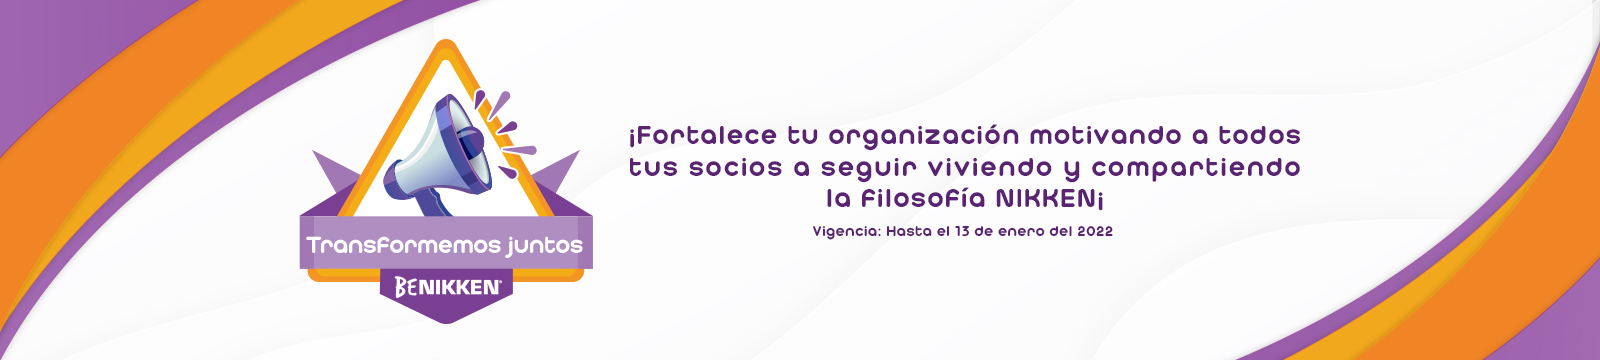 Transformemos juntos
BENIKKEN®
¡Fortalece tu organización motivando a todos
tus socios a seguir viviendo y compartiendo
la filosofía NIKKEN¡
Vigencia: Hasta el 13 de enero del 2022